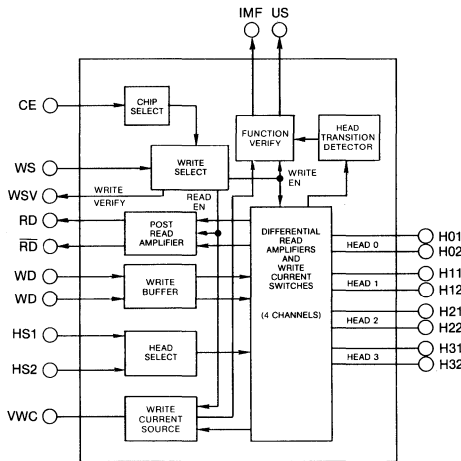 IMF US
CE
CHIP
SELECT
FUNCTION
VERIFY
HEAD
TRANSITION
DETECTOR
WS
WRITE
SELECT
WRITE
EN
WSV
WRITE
VERIFY
READ
EN
RD
POST
READ
AMPLIFIER
RD
DIFFERENTIAL
READ
AMPLIFIERS
AND
WRITE
CURRENT
SWITCHES
(4 CHANNELS)
WD
WRITE
BUFFER
WD
HS1
HEAD
SELECT
HS2
VWC
WRITE
CURRENT
SOURCE
H01
HEAD 0
H02
H11
HEAD 1
H12
H21
HEAD 2
H22
H31
HEAD 3
H32